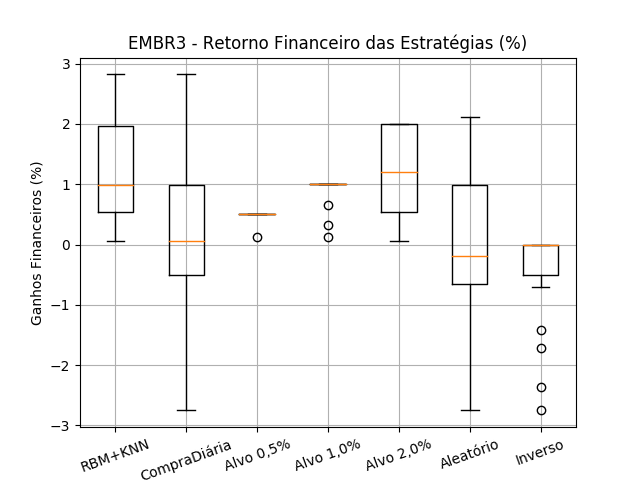 EMBR3 - Retorno Financeiro das Estratégias (%)
Ganhos Financeiros (%)
3
2
1
0
−1
−2
−3
RBM+KNN
CompraDiária
Alvo 0,5%
Alvo 1,0%
Alvo 2,0%
Aleatório
Inverso